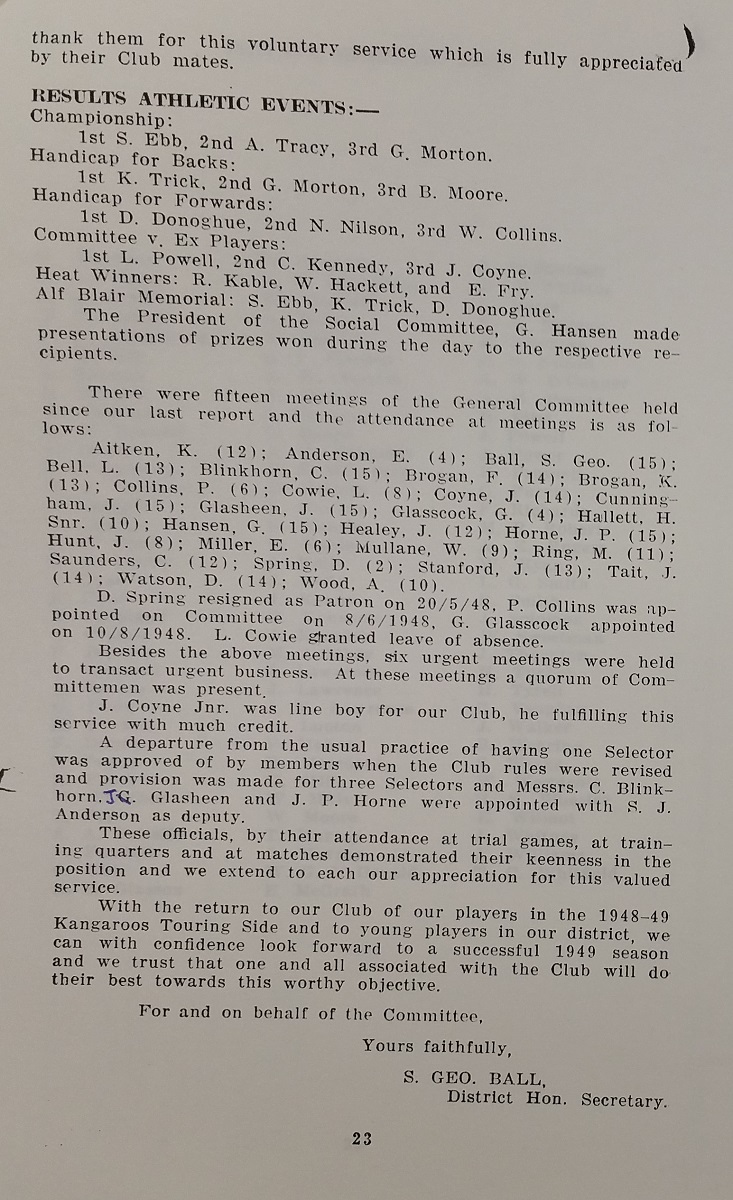 thank them for this voluntary service which is fully appreciated
by their Club mates.
RESULTS ATHLETIC EVENTS:—
Championship:
1st S. Ebb, 2nd A. Tracy, 3rd G. Morton.
Handicap for Backs:
1st K. Trick, 2nd G. Morton, 3rd B. Moore.
Handicap for Forwards:
1st D. Donoghue, 2nd N. Nilson, 3rd W. Collins.
Committee v. Ex Players:
1st L. Powell, 2nd C. Kennedy, 3rd J. Coyne.
Heat Winners: R. Kable, W. Hackett, and E. Fry.
Alf Blair Memorial: S. Ebb, K. Trick, D. Donoghue.
The President of the Social Committee, G. Hansen made
presentations of prizes won during the day to the respective re-
cipients.
There were fifteen meetings of the General Committee held
since our last report and the attendance at meetings is as fol-
lows:
Aitken, K. (12); Anderson, E. (4); Ball, S. Geo. (15);
Bell, L. (13); Blinkhorn, C. (15); Brogan, F. (14); Brogan, K.
(13); Collins, P. (6); Cowie, L. (8); Coyne, J. (14); Cunning-
ham, J. (15); Glasheen, J. (15); Glasscock, G. (4); Hallett, H.
Snr. (10); Hansen, G. (15); Healey, J. (12); Horne, J. P. (15);
Hunt, J. (8); Miller, E. (6); Mullane, W. (9); Ring, M. (11);
Saunders, C. (12); Spring, D. (2); Stanford, J. (13); Tait, J.
(14); Watson, D. (14); Wood, A. (10).
D. Spring resigned as Patron on 20/5/48, P. Collins was ap-
pointed on Committee on 8/6/1948, G. Glasscock appointed
on 10/8/1948. L. Cowie granted leave of absence.
Besides the above meetings, six urgent meetings were held
to transact urgent business. At these meetings a quorum of Com-
mittemen was present.
J. Coyne Jnr. was line boy for our Club, he fulfilling this
service with much credit.
A departure from the usual practice of having one Selector
was approved of by members when the Club rules were revised
and provision was made for three Selectors and Messrs. C. Blink-
horn. JG. Glasheen and J. P. Horne were appointed with S. J.
Anderson as deputy.
These officials, by their attendance at trial games, at train-
ing quarters and at matches demonstrated their keenness in the
position and we extend to each our appreciation for this valued
service.
With the return to our Club of our players in the 1948-49
Kangaroos Touring Side and to young players in our district, we
can with confidence look forward to a successful 1949 season
and we trust that one and all associated with the Club will do
their best towards this worthy objective.
For and on behalf of the Committee,
Yours faithfully,
S. GEO. BALL,
District Hon. Secretary.
23